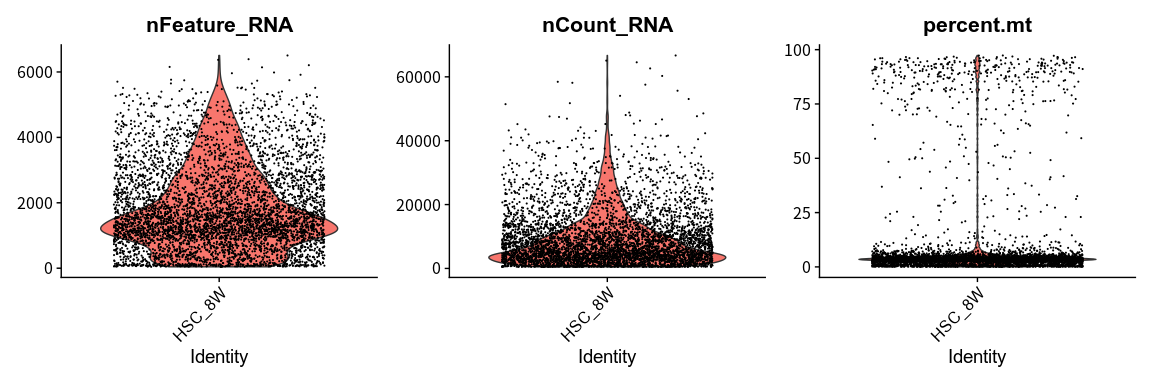 nFeature_RNA
6000
4000
2000
0
HSC_8W
Identity
nCount_RNA
60000
40000
20000
0
HSC_8W
Identity
percent.mt
100
75
50
25
0
HSC_8W
Identity